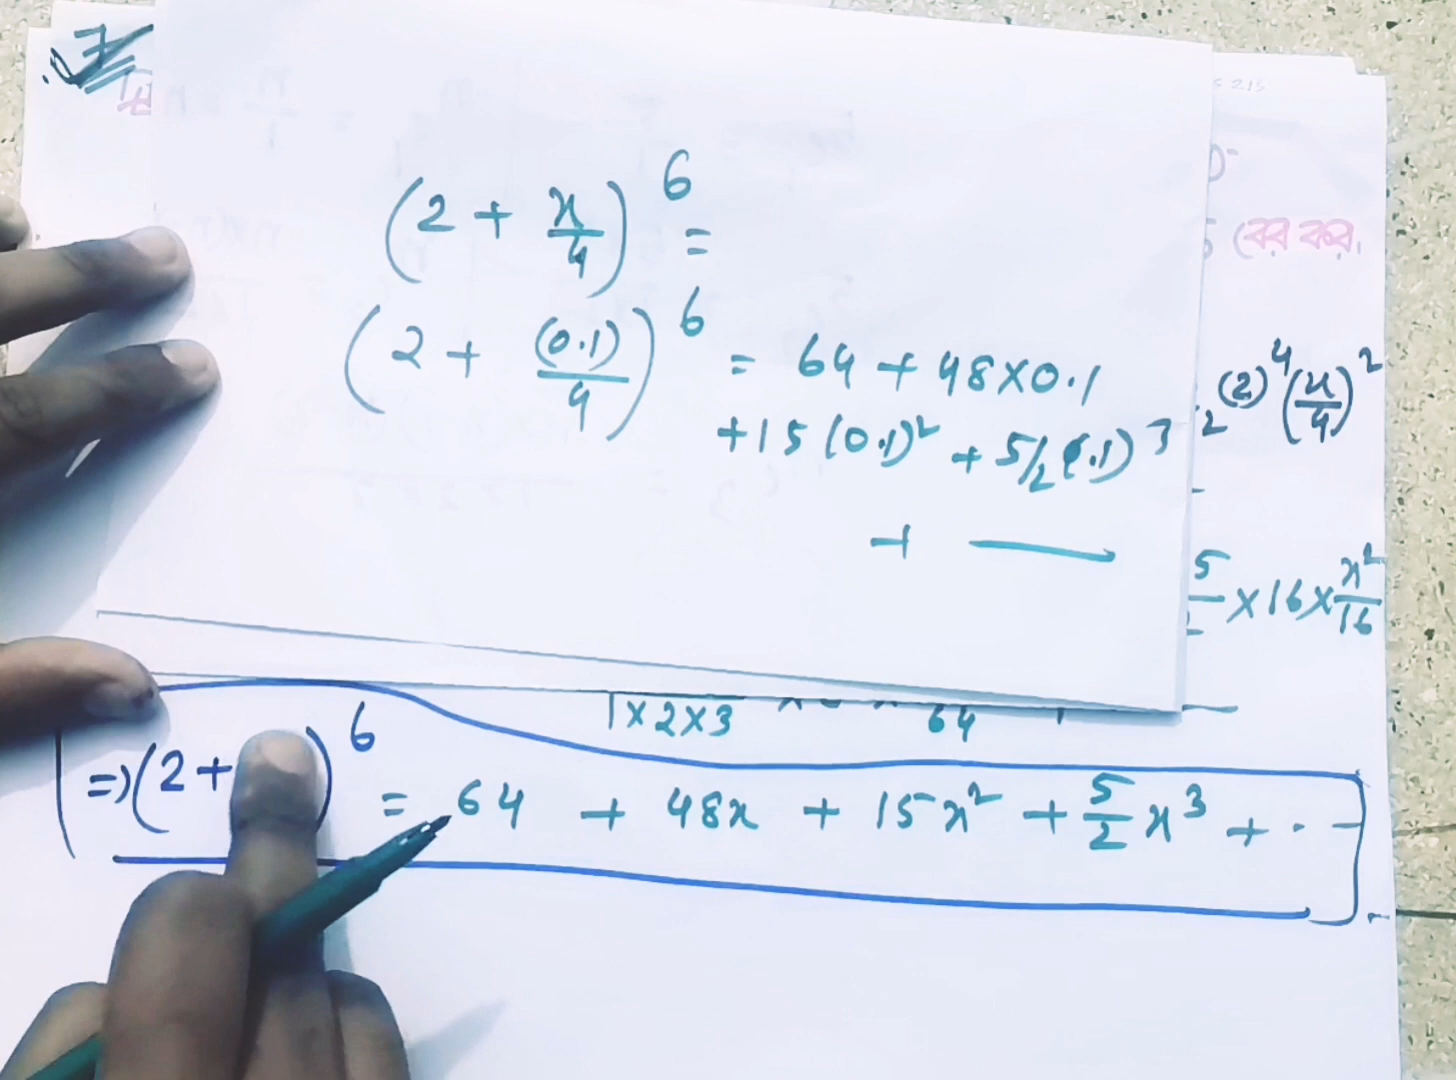 (2 + x/4)^6 =
(2 + (0.1)/4)^6 = 64 + 48×0.1
+15(0.1)^2 + 5/2(0.1)^3
+ —
(2)^4 (x/4)^2
5 ×16× x^2/16
1×2×3 64
=>(2+ )^6 = 64 + 48x + 15x^2 + 5/2 x^3 + · -